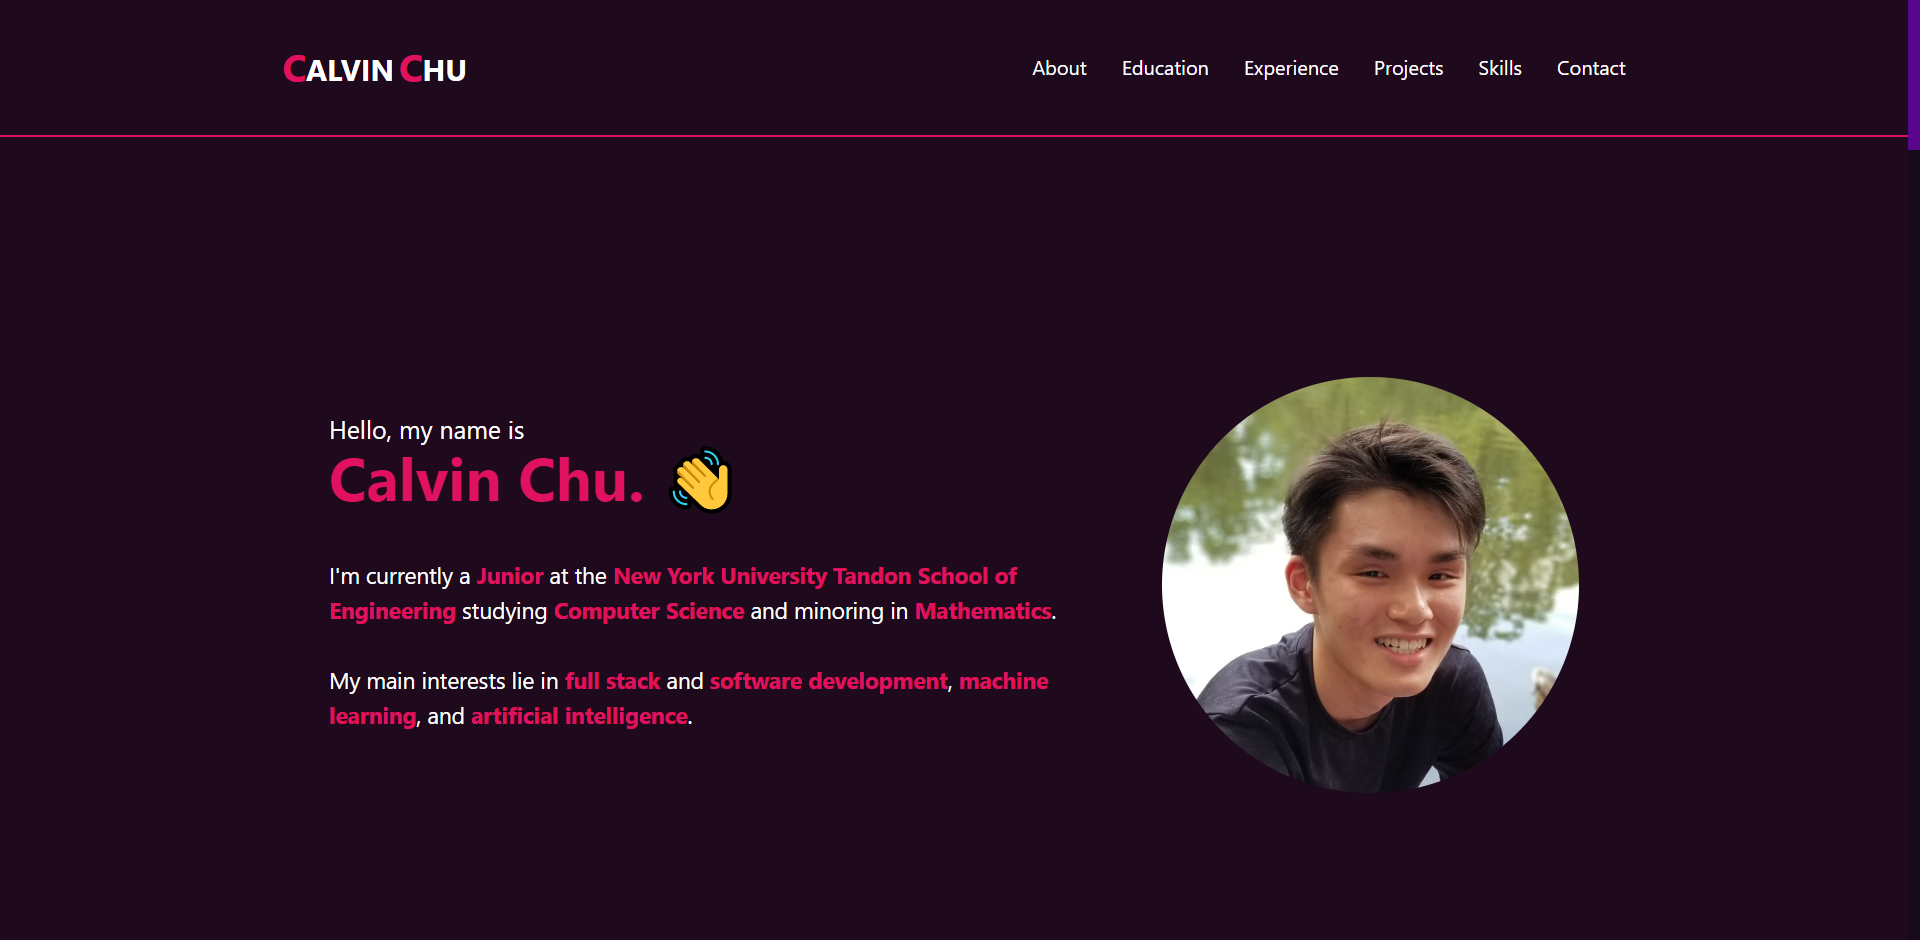 CALVIN CHU
About Education Experience Projects Skills Contact
Hello, my name is
Calvin Chu.
I'm currently a Junior at the New York University Tandon School of
Engineering studying Computer Science and minoring in Mathematics.
My main interests lie in full stack and software development, machine
learning, and artificial intelligence.